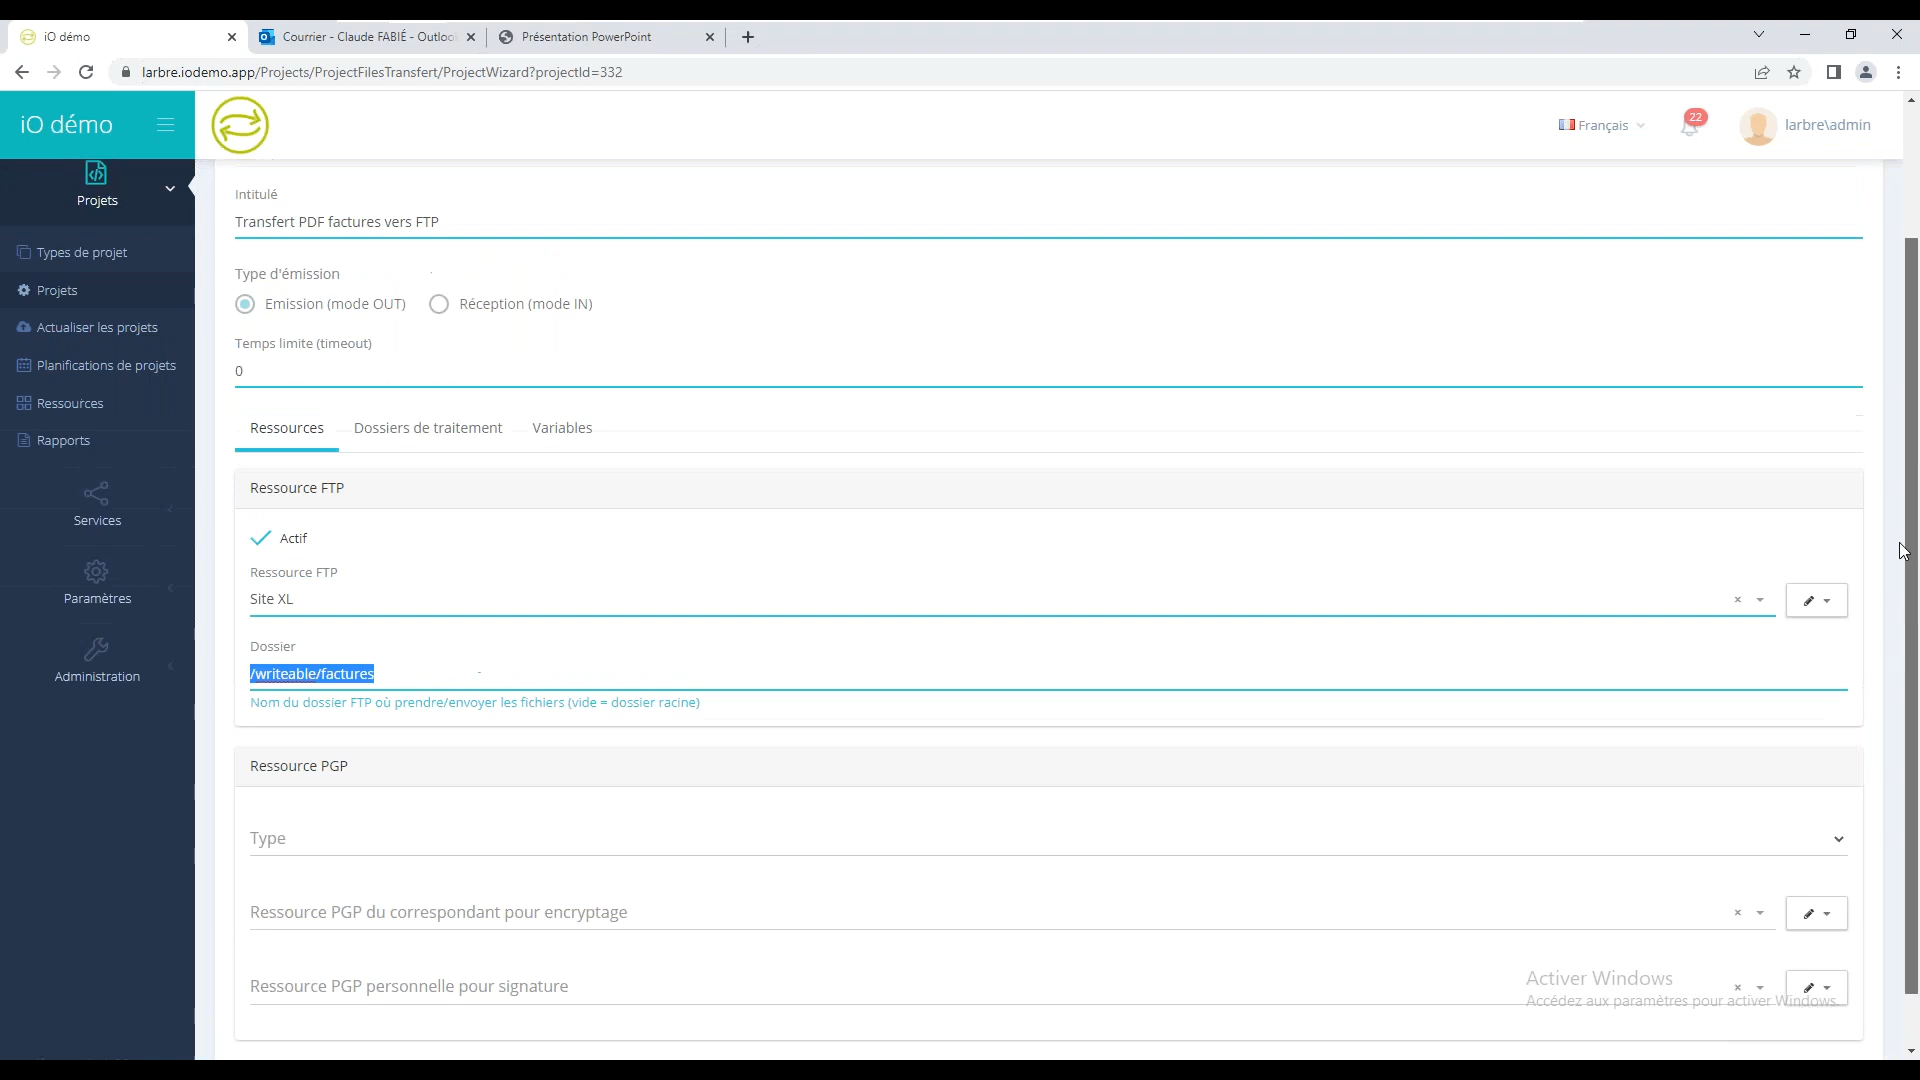 iO démo
Courrier - Claude FABIÉ - Outloo
Présentation PowerPoint
larbre.iodemo.app/Projects/ProjectFilesTransfert/ProjectWizard?projectId=332
iO démo
Français
22
larbre\admin
Projets
Types de projet
Projets
Actualiser les projets
Planifications de projets
Ressources
Rapports
Services
Paramètres
Administration
Intitulé
Transfert PDF factures vers FTP
Type d'émission
Emission (mode OUT)
Réception (mode IN)
Temps limite (timeout)
0
Ressources
Dossiers de traitement
Variables
Ressource FTP
Actif
Ressource FTP
Site XL
Dossier
/writeable/factures
Nom du dossier FTP où prendre/envoyer les fichiers (vide = dossier racine)
Ressource PGP
Type
Ressource PGP du correspondant pour encryptage
Ressource PGP personnelle pour signature
Activer Windows
Accédez aux paramètres pour activer Windows.